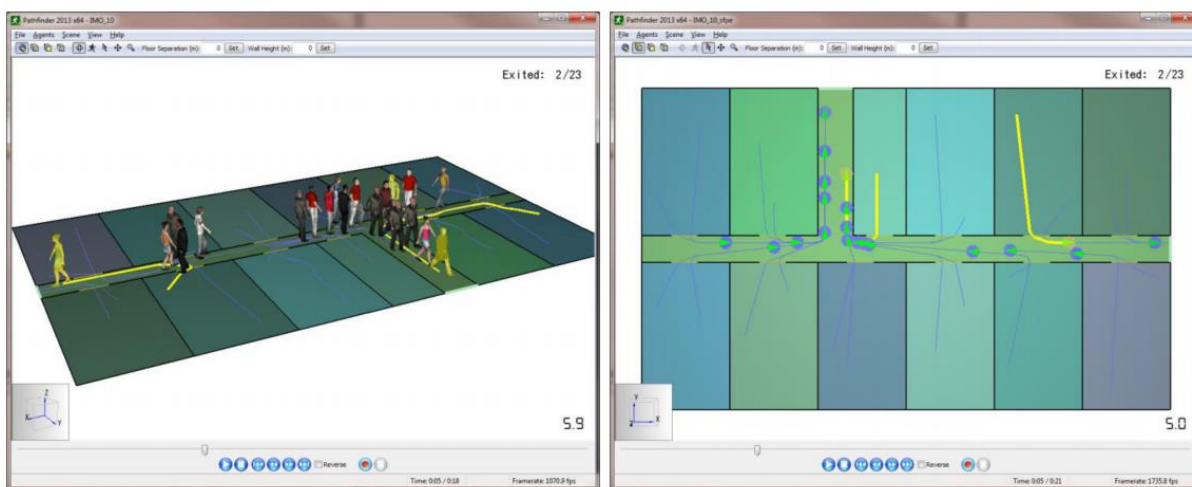 Pathfinder 2013 x64 - IMO_10
File Agents Scene View Help
Floor Separation (m): 0 Set Wall Height (m): 0 Set
Exited: 2/23
Z
X
Y
5.9
Reverse
Time: 0:05 / 0:18 Framerate: 1070.9 fps
Pathfinder 2013 x64 - IMO_10_sfpe
File Agents Scene View Help
Floor Separation (m): 0 Set Wall Height (m): 0 Set
Exited: 2/23
Y
Z X
5.0
Reverse
Time: 0:05 / 0:21 Framerate: 1735.8 fps